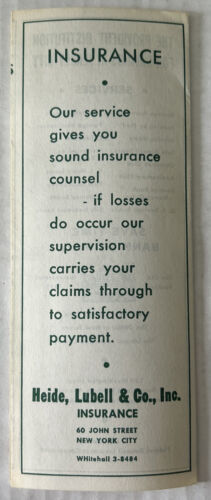 INSURANCE
Our service
gives you
sound insurance
counsel
- if losses
do occur our
supervision
carries your
claims through
to satisfactory
payment.
Heide, Lubell & Co., Inc.
INSURANCE
60 JOHN STREET
NEW YORK CITY
WHitehall 3-8484